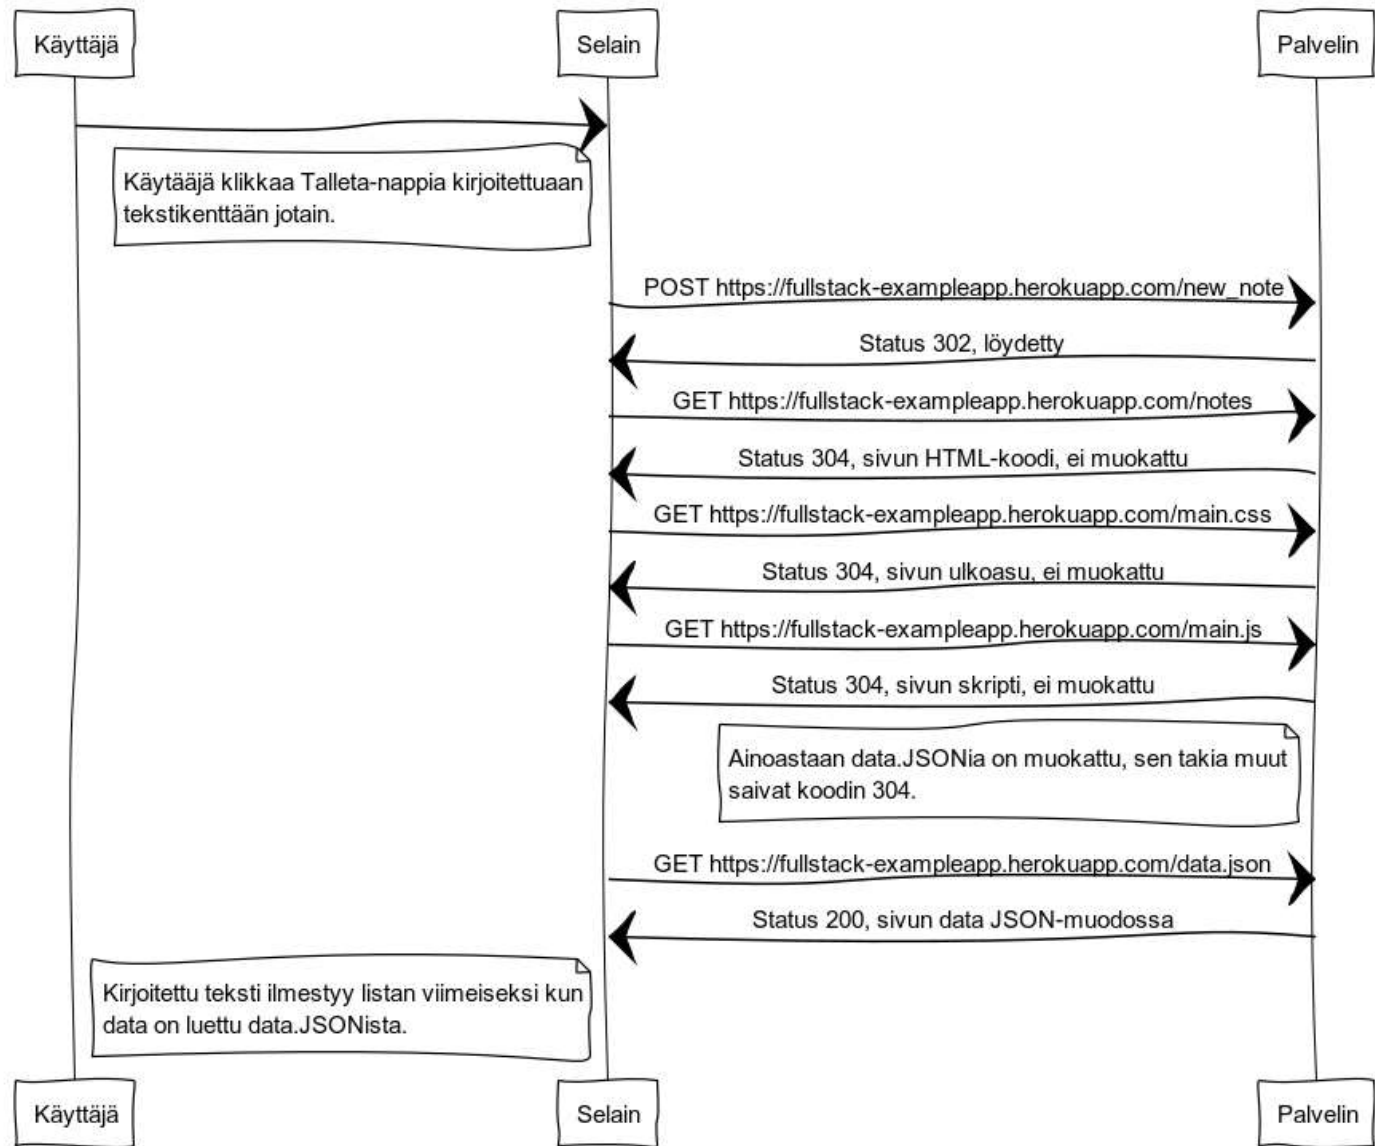 Käyttäjä
Selain
Palvelin
Käytääjä klikkaa Talleta-nappia kirjoitettuaan
tekstikenttään jotain.
POST https://fullstack-exampleapp.herokuapp.com/new_note
Status 302, löydetty
GET https://fullstack-exampleapp.herokuapp.com/notes
Status 304, sivun HTML-koodi, ei muokattu
GET https://fullstack-exampleapp.herokuapp.com/main.css
Status 304, sivun ulkoasu, ei muokattu
GET https://fullstack-exampleapp.herokuapp.com/main.js
Status 304, sivun skripti, ei muokattu
Ainoastaan data.JSONia on muokattu, sen takia muut
saivat koodin 304.
GET https://fullstack-exampleapp.herokuapp.com/data.json
Status 200, sivun data JSON-muodossa
Kirjoitettu teksti ilmestyy listan viimeiseksi kun
data on luettu data.JSONista.
Käyttäjä
Selain
Palvelin